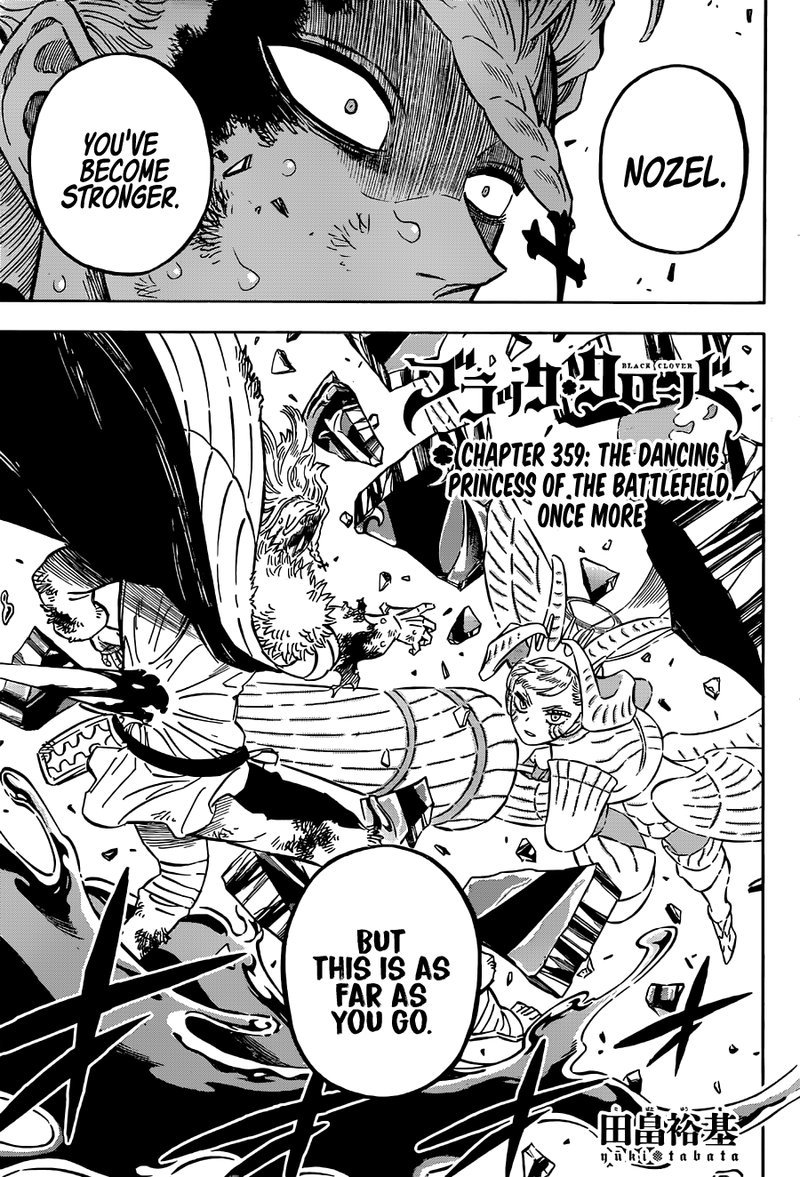 NOZEL.
YOU'VE
BECOME
STRONGER.
BLACK CLOVER
ブラッククローバー
CHAPTER 359: THE DANCING
PRINCESS OF THE BATTLEFIELD,
ONCE MORE
BUT
THIS IS AS
FAR AS
YOU GO.
田畠裕基
yūki tabata